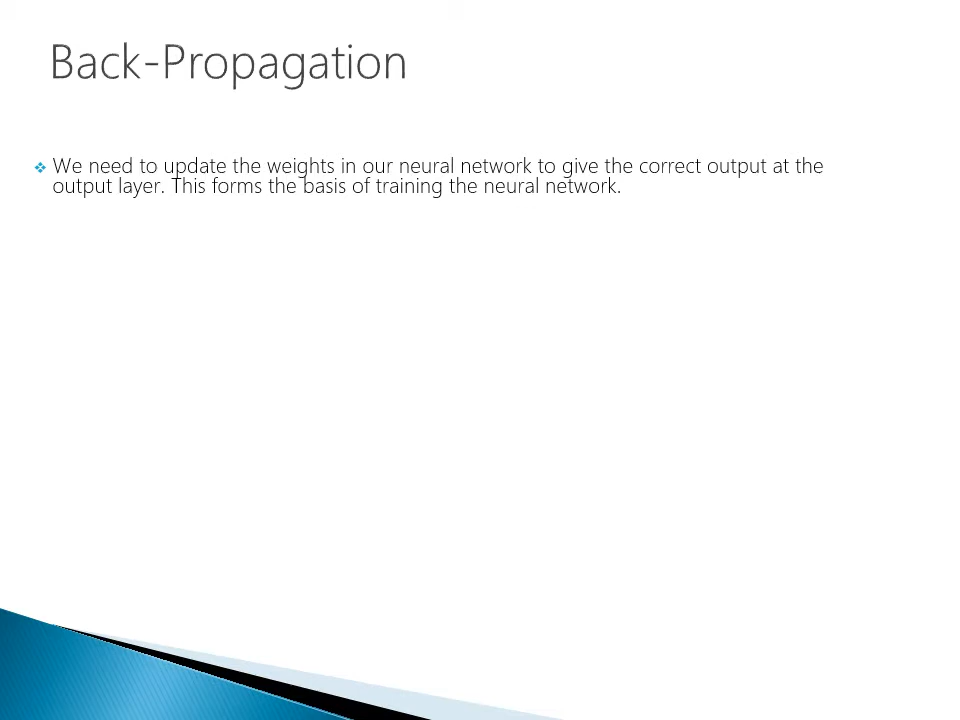 Back-Propagation
We need to update the weights in our neural network to give the correct output at the
output layer. This forms the basis of training the neural network.